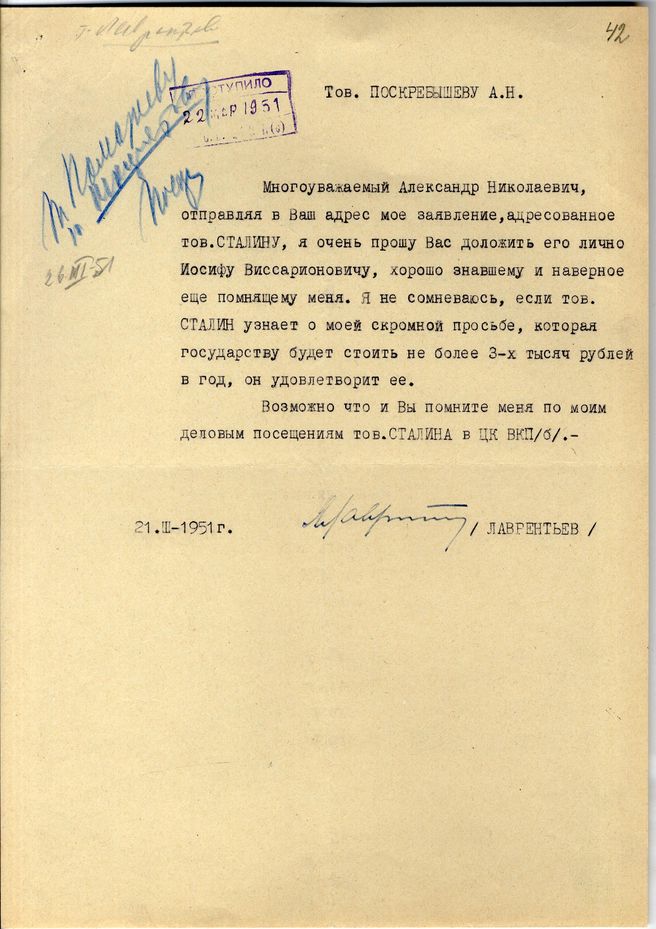 42
ПОСТУПИЛО
22 МАР 1951
Тов. ПОСКРЕБЫШЕВУ А.Н.
26 III-51
Многоуважаемый Александр Николаевич,
отправляя в Ваш адрес мое заявление,адресованное
тов.СТАЛИНУ, я очень прошу Вас доложить его лично
Иосифу Виссарионовичу, хорошо знавшему и наверное
еще помнящему меня. Я не сомневаюсь, если тов.
СТАЛИН узнает о моей скромной просьбе, которая
государству будет стоить не более 3-х тысяч рублей
в год, он удовлетворит ее.
Возможно что и Вы помните меня по моим
деловым посещениям тов.СТАЛИНА в ЦК ВКП/б/.-
21.III-1951г.
/ ЛАВРЕНТЬЕВ /